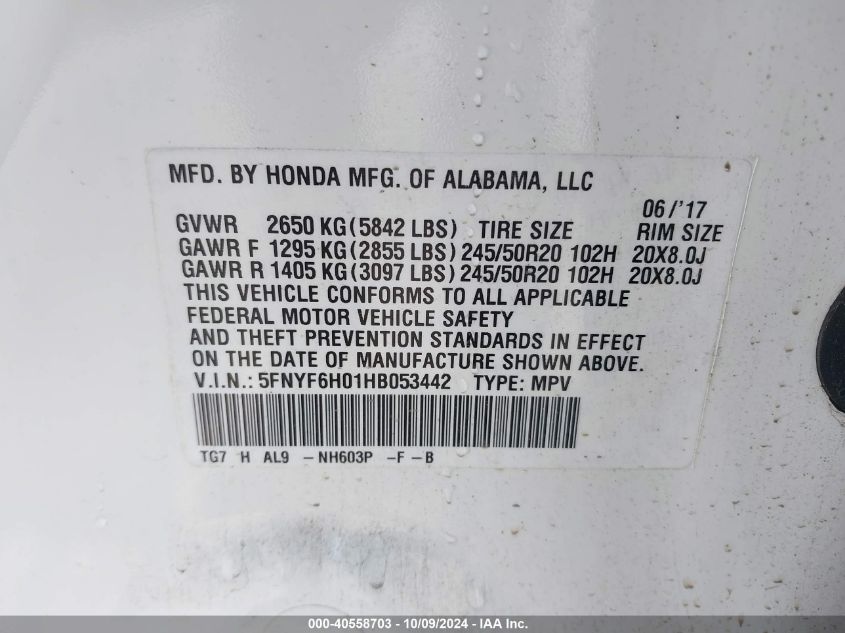 MFD. BY HONDA MFG. OF ALABAMA, LLC
06/'17
GVWR 2650 KG(5842 LBS) TIRE SIZE RIM SIZE
GAWR F 1295 KG(2855 LBS) 245/50R20 102H 20X8.0J
GAWR R 1405 KG(3097 LBS) 245/50R20 102H 20X8.0J
THIS VEHICLE CONFORMS TO ALL APPLICABLE
FEDERAL MOTOR VEHICLE SAFETY
AND THEFT PREVENTION STANDARDS IN EFFECT
ON THE DATE OF MANUFACTURE SHOWN ABOVE.
V.I.N.: 5FNYF6H01HB053442 TYPE: MPV
TG7 H AL9 -NH603P -F-B
000-40558703 - 10/09/2024 - IAA Inc.